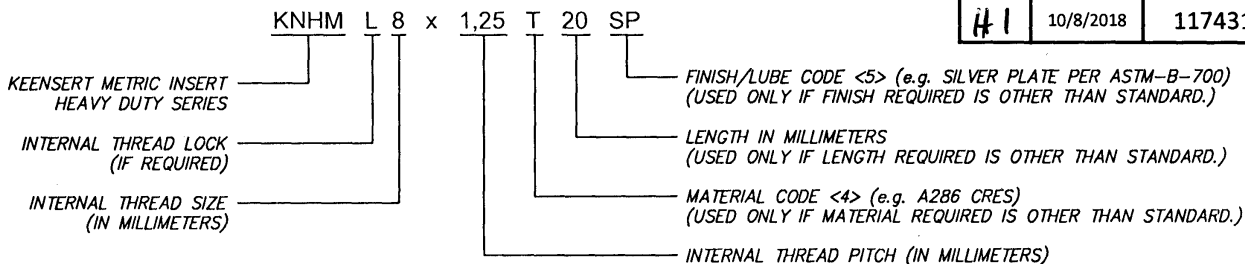 KNHM L 8 x 1,25 T 20 SP
H1 10/8/2018 117431
KEENSERT METRIC INSERT
HEAVY DUTY SERIES
INTERNAL THREAD LOCK
(IF REQUIRED)
INTERNAL THREAD SIZE
(IN MILLIMETERS)
FINISH/LUBE CODE <5> (e.g. SILVER PLATE PER ASTM-B-700)
(USED ONLY IF FINISH REQUIRED IS OTHER THAN STANDARD.)
LENGTH IN MILLIMETERS
(USED ONLY IF LENGTH REQUIRED IS OTHER THAN STANDARD.)
MATERIAL CODE <4> (e.g. A286 CRES)
(USED ONLY IF MATERIAL REQUIRED IS OTHER THAN STANDARD.)
INTERNAL THREAD PITCH (IN MILLIMETERS)